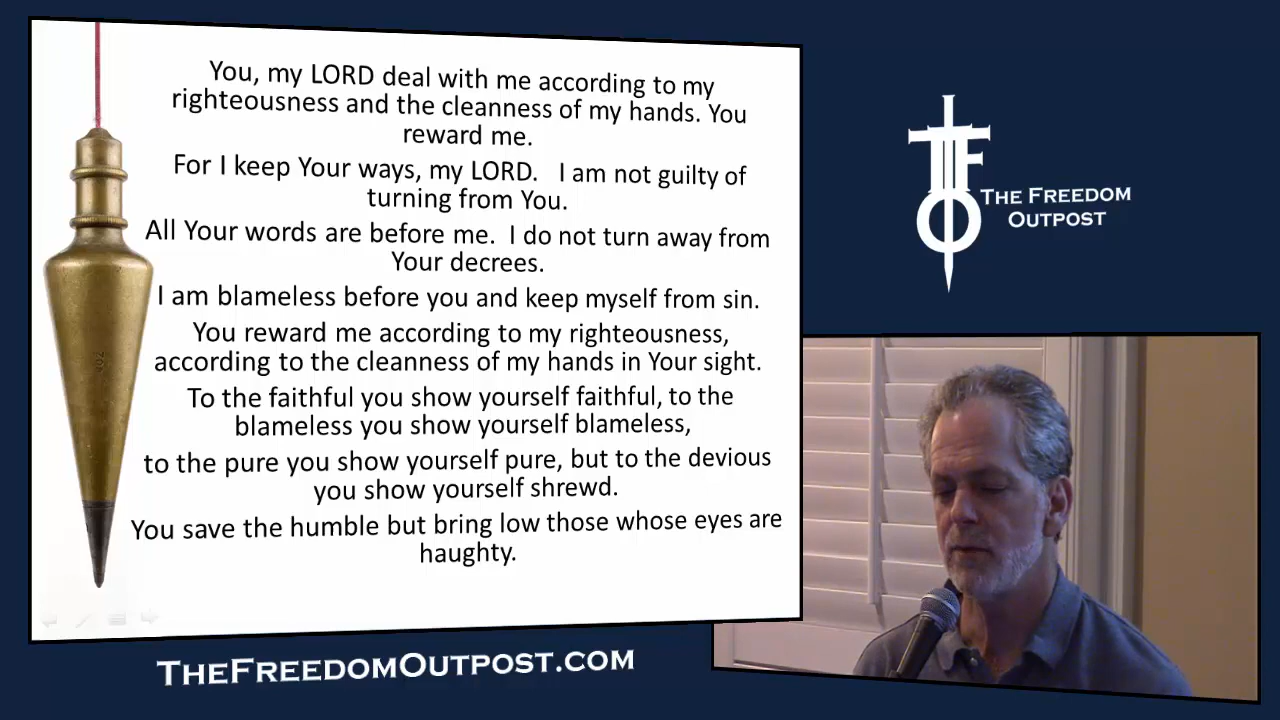 You, my LORD deal with me according to my
righteousness and the cleanness of my hands. You
reward me.
For I keep Your ways, my LORD.   I am not guilty of
turning from You.
All Your words are before me.  I do not turn away from
Your decrees.
I am blameless before you and keep myself from sin.
You reward me according to my righteousness,
according to the cleanness of my hands in Your sight.
To the faithful you show yourself faithful, to the
blameless you show yourself blameless,
to the pure you show yourself pure, but to the devious
you show yourself shrewd.
You save the humble but bring low those whose eyes are
haughty.
TFO
THE FREEDOM
OUTPOST
THEFREEDOMOUTPOST.COM